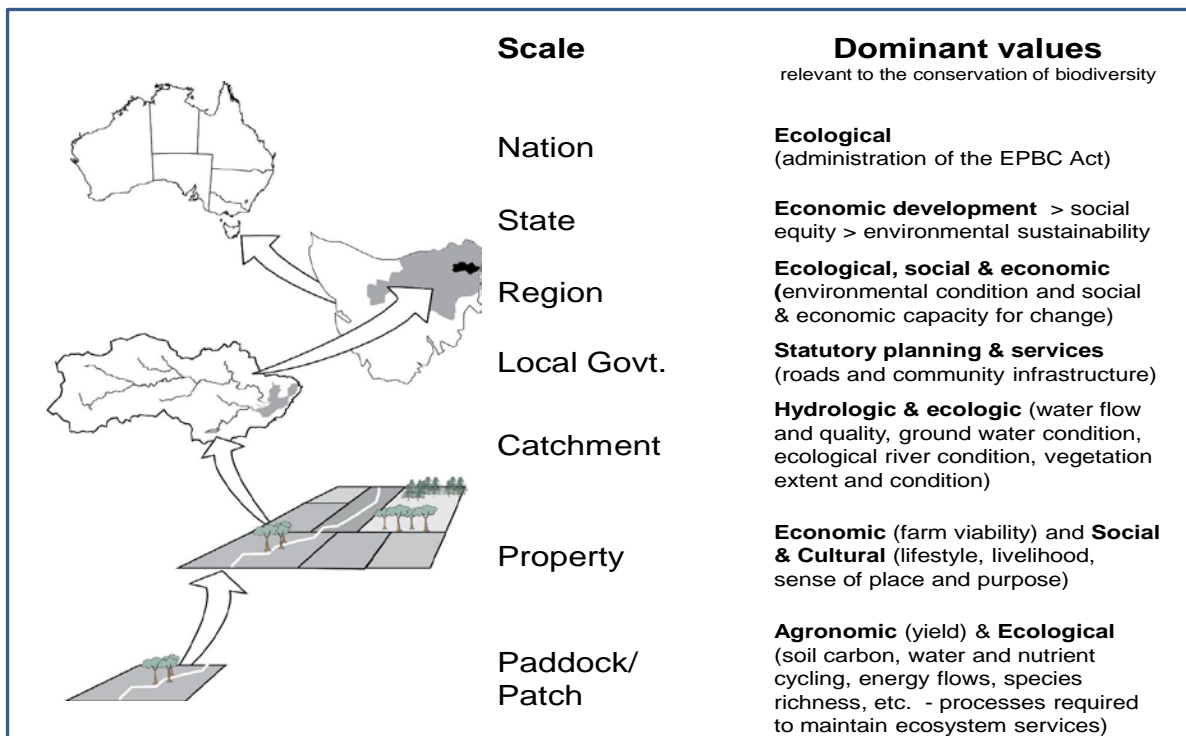 Scale
Dominant values
relevant to the conservation of biodiversity
Nation
Ecological
(administration of the EPBC Act)
State
Economic development > social
equity > environmental sustainability
Region
Ecological, social & economic
(environmental condition and social
& economic capacity for change)
Local Govt.
Statutory planning & services
(roads and community infrastructure)
Catchment
Hydrologic & ecologic (water flow
and quality, ground water condition,
ecological river condition, vegetation
extent and condition)
Property
Economic (farm viability) and Social
& Cultural (lifestyle, livelihood,
sense of place and purpose)
Paddock/
Patch
Agronomic (yield) & Ecological
(soil carbon, water and nutrient
cycling, energy flows, species
richness, etc. - processes required
to maintain ecosystem services)